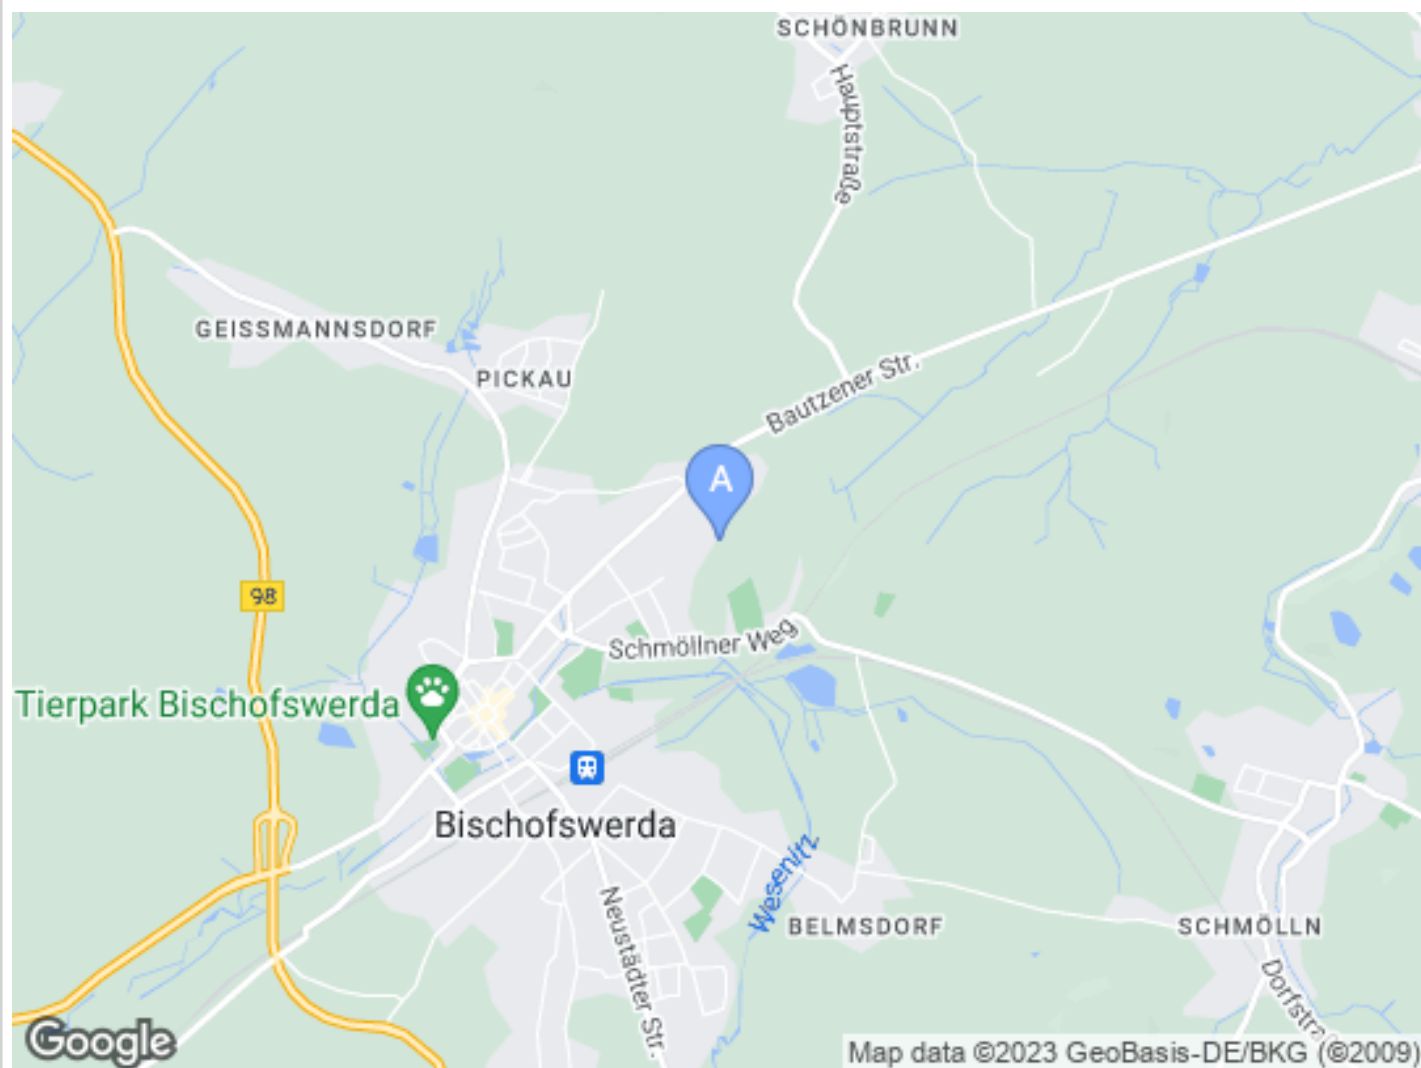 SCHÖNBRUNN
Hauptstraße
GEISSMANNSDORF
PICKAU
Bautzener Str.
A
98
Schmöllner Weg
Tierpark Bischofswerda
Bischofswerda
Wesenitz
Neustädter Str.
BELMSDORF
SCHMÖLLN
Dorfstra
Google
Map data ©2023 GeoBasis-DE/BKG (©2009)